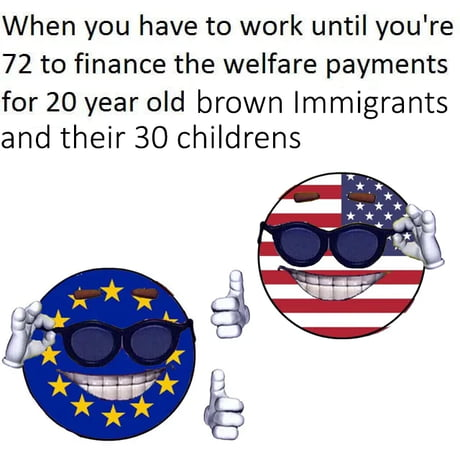 When you have to work until you're
72 to finance the welfare payments
for 20 year old brown Immigrants
and their 30 childrens